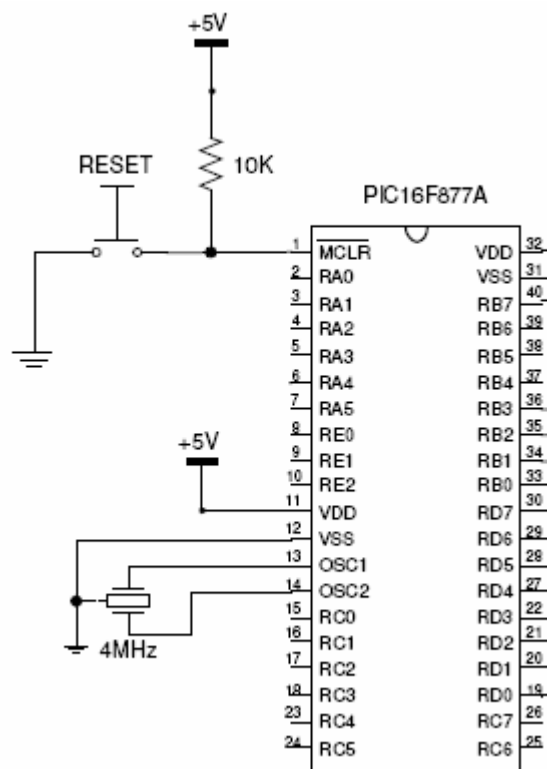 +5V
RESET
10K
PIC16F877A
1 MCLR VDD 32
2 RA0 VSS 31
3 RA1 RB7 40
4 RA2 RB6 39
5 RA3 RB5 38
6 RA4 RB4 37
7 RA5 RB3 36
8 RE0 RB2 35
9 RE1 RB1 34
10 RE2 RB0 33
11 VDD RD7 30
12 VSS RD6 29
13 OSC1 RD5 28
14 OSC2 RD4 27
15 RC0 RD3 22
16 RC1 RD2 21
17 RC2 RD1 20
18 RC3 RD0 19
23 RC4 RC7 26
24 RC5 RC6 25
+5V
4MHz